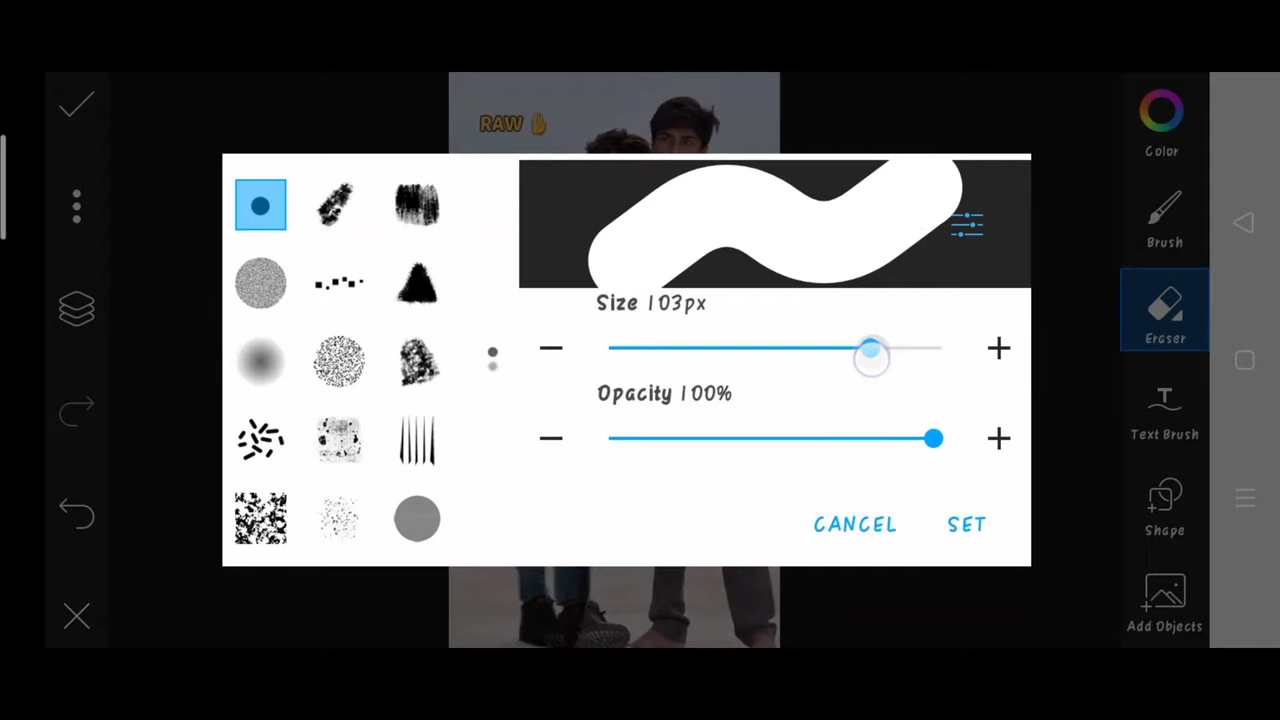 RAW ✋
Color
Brush
Size 103px
Eraser
Opacity 100%
Text Brush
CANCEL
SET
Shape
Add Objects